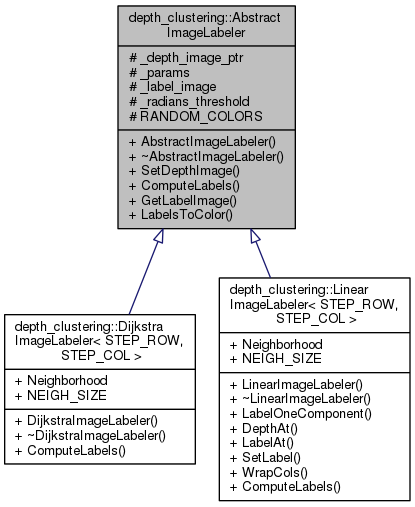 depth_clustering::Abstract
ImageLabeler
# _depth_image_ptr
# _params
# _label_image
# _radians_threshold
# RANDOM_COLORS
+ AbstractImageLabeler()
+ ~AbstractImageLabeler()
+ SetDepthImage()
+ ComputeLabels()
+ GetLabelImage()
+ LabelsToColor()
depth_clustering::Dijkstra
ImageLabeler< STEP_ROW,
STEP_COL >
+ Neighborhood
+ NEIGH_SIZE
+ DijkstraImageLabeler()
+ ~DijkstraImageLabeler()
+ ComputeLabels()
depth_clustering::Linear
ImageLabeler< STEP_ROW,
STEP_COL >
+ Neighborhood
+ NEIGH_SIZE
+ LinearImageLabeler()
+ ~LinearImageLabeler()
+ LabelOneComponent()
+ DepthAt()
+ LabelAt()
+ SetLabel()
+ WrapCols()
+ ComputeLabels()